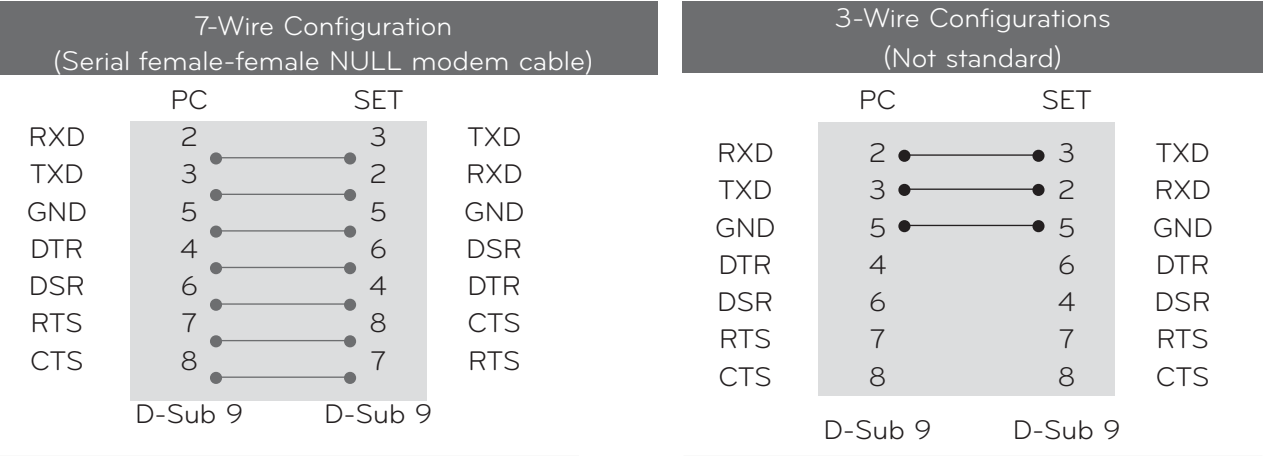 7-Wire Configuration
(Serial female-female NULL modem cable)
PC SET
RXD 2 3 TXD
TXD 3 2 RXD
GND 5 5 GND
DTR 4 6 DSR
DSR 6 4 DTR
RTS 7 8 CTS
CTS 8 7 RTS
D-Sub 9 D-Sub 9
3-Wire Configurations
(Not standard)
PC SET
RXD 2 3 TXD
TXD 3 2 RXD
GND 5 5 GND
DTR 4 6 DTR
DSR 6 4 DSR
RTS 7 7 RTS
CTS 8 8 CTS
D-Sub 9 D-Sub 9